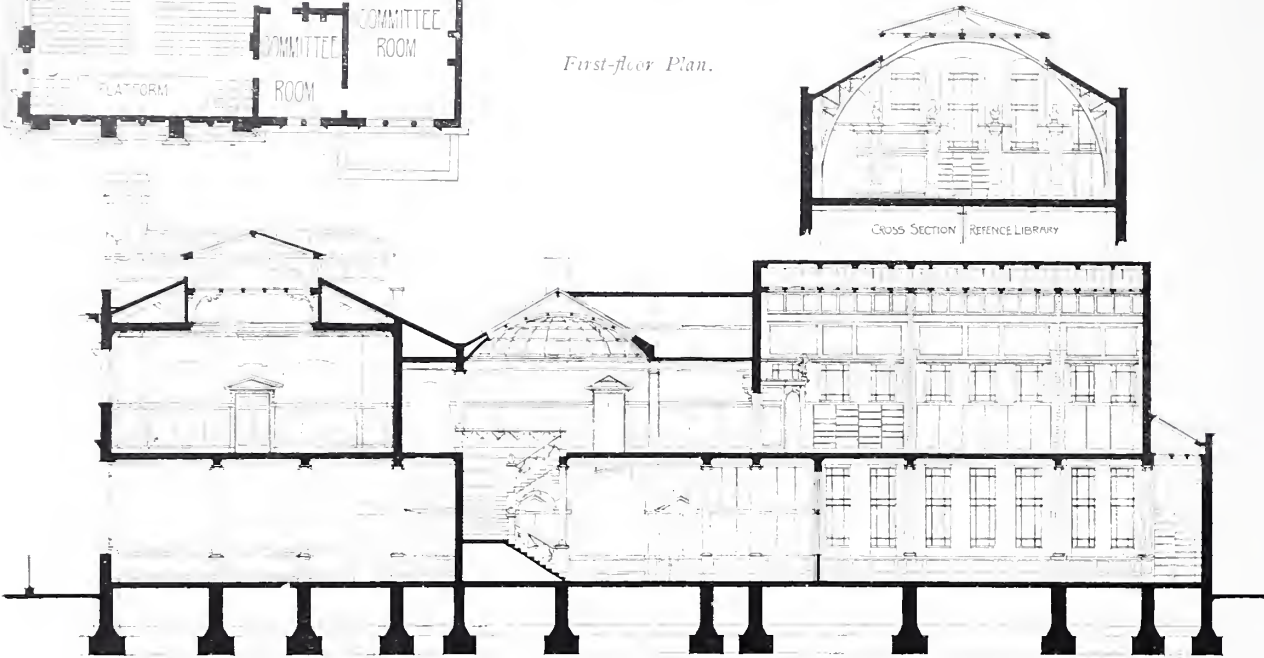 COMMITTEE
ROOM
COMMITTEE
ROOM
PLATFORM
First-floor Plan.
CROSS SECTION REFENCE LIBRARY